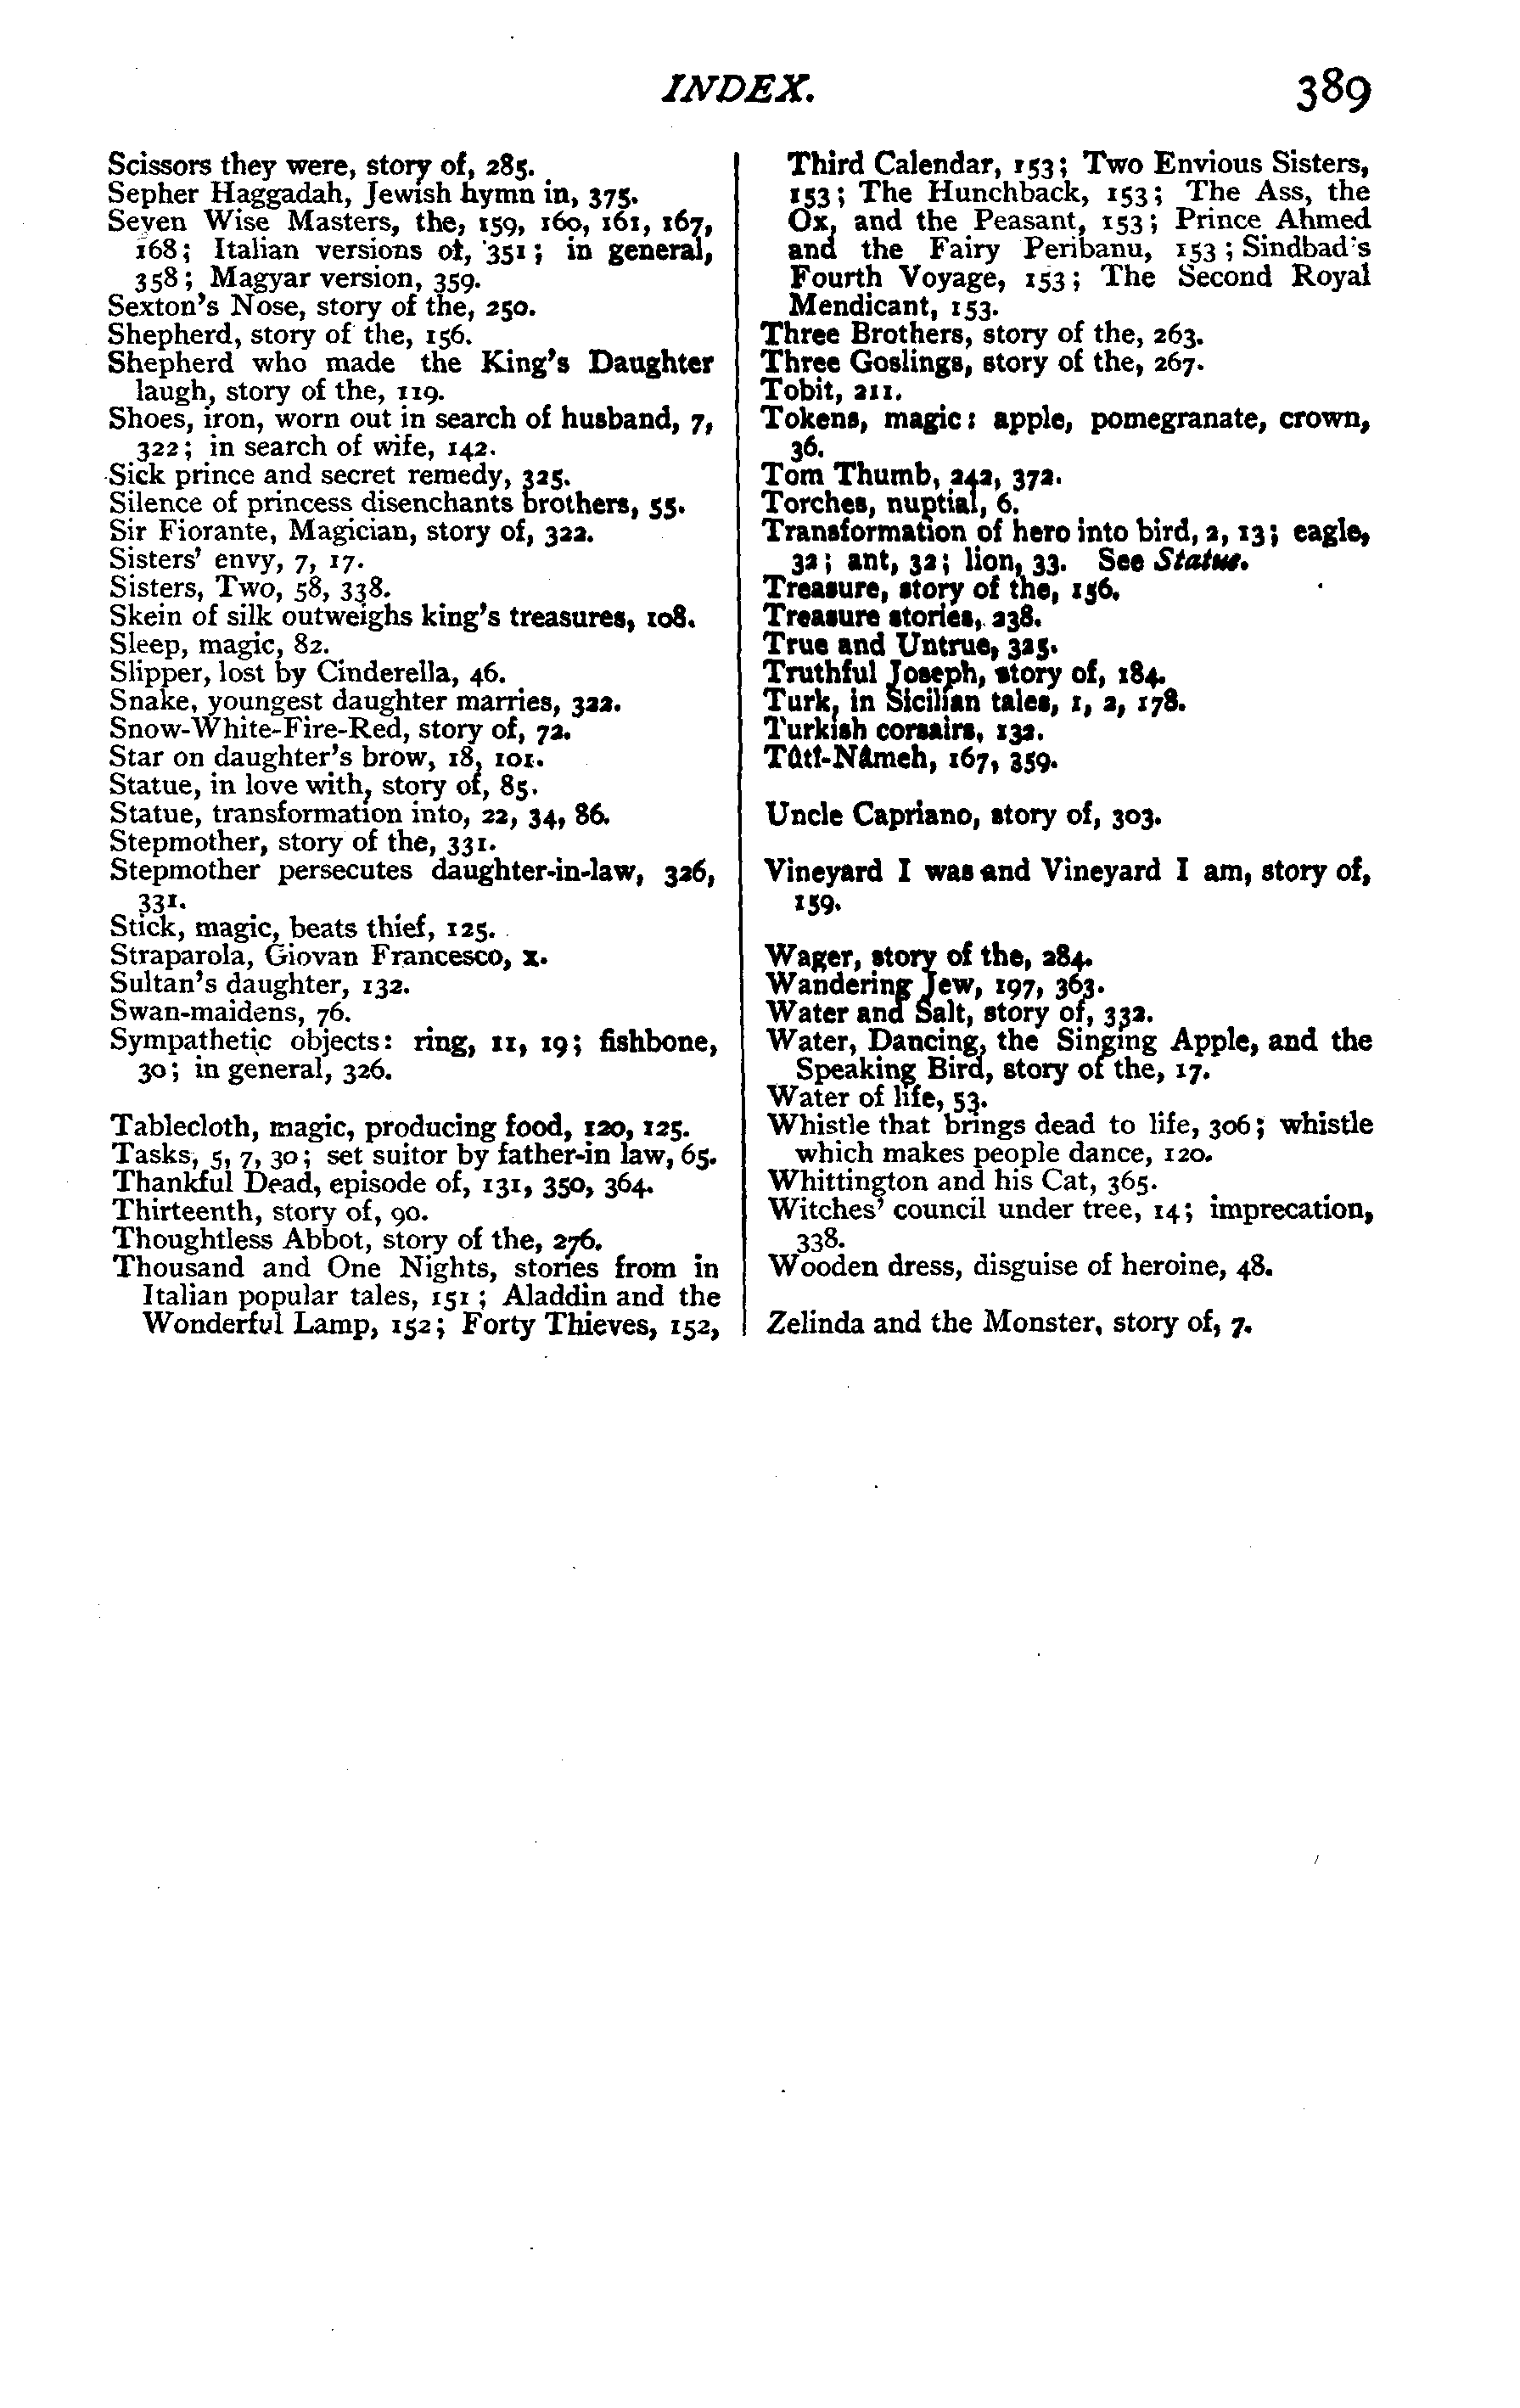 INDEX.
389
Scissors they were, story of, 285.
Sepher Haggadah, Jewish hymn in, 375.
Seven Wise Masters, the, 159, 160, 161, 167,
168; Italian versions of, 351; in general,
358; Magyar version, 359.
Sexton's Nose, story of the, 250.
Shepherd, story of the, 156.
Shepherd who made the King's Daughter
laugh, story of the, 119.
Shoes, iron, worn out in search of husband, 7,
322; in search of wife, 142.
Sick prince and secret remedy, 325.
Silence of princess disenchants brothers, 55.
Sir Fiorante, Magician, story of, 322.
Sisters' envy, 7, 17.
Sisters, Two, 58, 338.
Skein of silk outweighs king's treasures, 108.
Sleep, magic, 82.
Slipper, lost by Cinderella, 46.
Snake, youngest daughter marries, 322.
Snow-White-Fire-Red, story of, 72.
Star on daughter's brow, 18, 101.
Statue, in love with, story of, 85.
Statue, transformation into, 22, 34, 86.
Stepmother, story of the, 331.
Stepmother persecutes daughter-in-law, 326,
331.
Stick, magic, beats thief, 125.
Straparola, Giovan Francesco, x.
Sultan's daughter, 132.
Swan-maidens, 76.
Sympathetic objects: ring, 11, 19; fishbone,
30; in general, 326.
Tablecloth, magic, producing food, 120, 125.
Tasks, 5, 7, 30; set suitor by father-in law, 65.
Thankful Dead, episode of, 131, 350, 364.
Thirteenth, story of, 90.
Thoughtless Abbot, story of the, 276.
Thousand and One Nights, stories from in
Italian popular tales, 151; Aladdin and the
Wonderful Lamp, 152; Forty Thieves, 152,
Third Calendar, 153; Two Envious Sisters,
153; The Hunchback, 153; The Ass, the
Ox, and the Peasant, 153; Prince Ahmed
and the Fairy Peribanu, 153; Sindbad's
Fourth Voyage, 153; The Second Royal
Mendicant, 153.
Three Brothers, story of the, 263.
Three Goslings, story of the, 267.
Tobit, 211.
Tokens, magic: apple, pomegranate, crown,
36.
Tom Thumb, 242, 372.
Torches, nuptial, 6.
Transformation of hero into bird, 2, 13; eagle,
32; ant, 32; lion, 33. See Statue.
Treasure, story of the, 156.
Treasure stories, 238.
True and Untrue, 325.
Truthful Joseph, story of, 184.
Turk, in Sicilian tales, 1, 2, 178.
Turkish corsairs, 132.
Tûtî-Nâmeh, 167, 359.
Uncle Capriano, story of, 303.
Vineyard I was and Vineyard I am, story of,
159.
Wager, story of the, 284.
Wandering Jew, 197, 363.
Water and Salt, story of, 332.
Water, Dancing, the Singing Apple, and the
Speaking Bird, story of the, 17.
Water of life, 53.
Whistle that brings dead to life, 306; whistle
which makes people dance, 120.
Whittington and his Cat, 365.
Witches' council under tree, 14; imprecation,
338.
Wooden dress, disguise of heroine, 48.
Zelinda and the Monster, story of, 7.